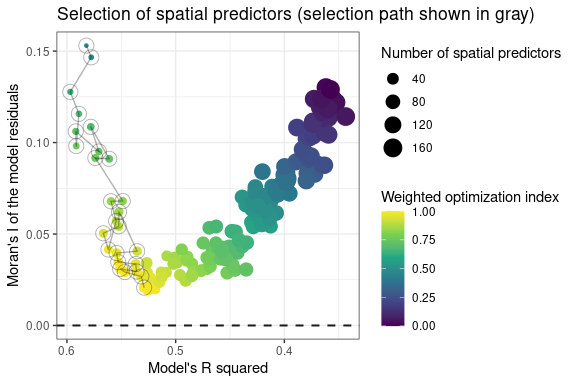 Selection of spatial predictors (selection path shown in gray)
Moran's I of the model residuals
0.15
0.10
0.05
0.00
0.6 0.5 0.4
Model's R squared
Number of spatial predictors
40
80
120
160
Weighted optimization index
1.00
0.75
0.50
0.25
0.00